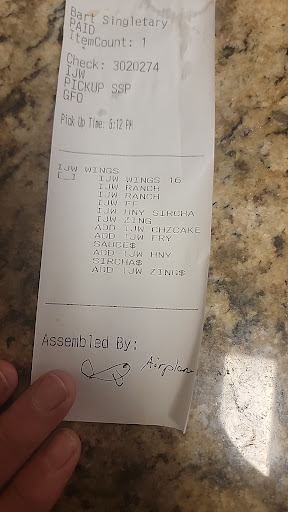 Bart Singletary
PAID
ItemCount: 1
Check: 3020274
IJW
PICKUP SSP
GFO
Pick Up Time: 5:12 PM
IJW WINGS
[_] IJW WINGS 16
IJW RANCH
IJW RANCH
IJW FF
IJW HNY SIRCHA
IJW ZING
ADD IJW CHZCAKE
ADD IJW FRY
SAUCE$
ADD IJW HNY
SIRCHA$
ADD IJW ZING$
Assembled By:
Airplan